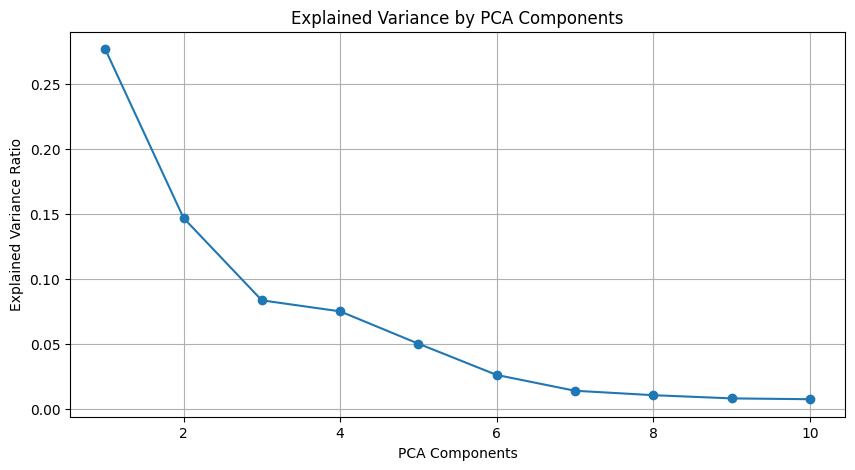 Explained Variance by PCA Components
Explained Variance Ratio
0.25
0.20
0.15
0.10
0.05
0.00
2 4 6 8 10
PCA Components